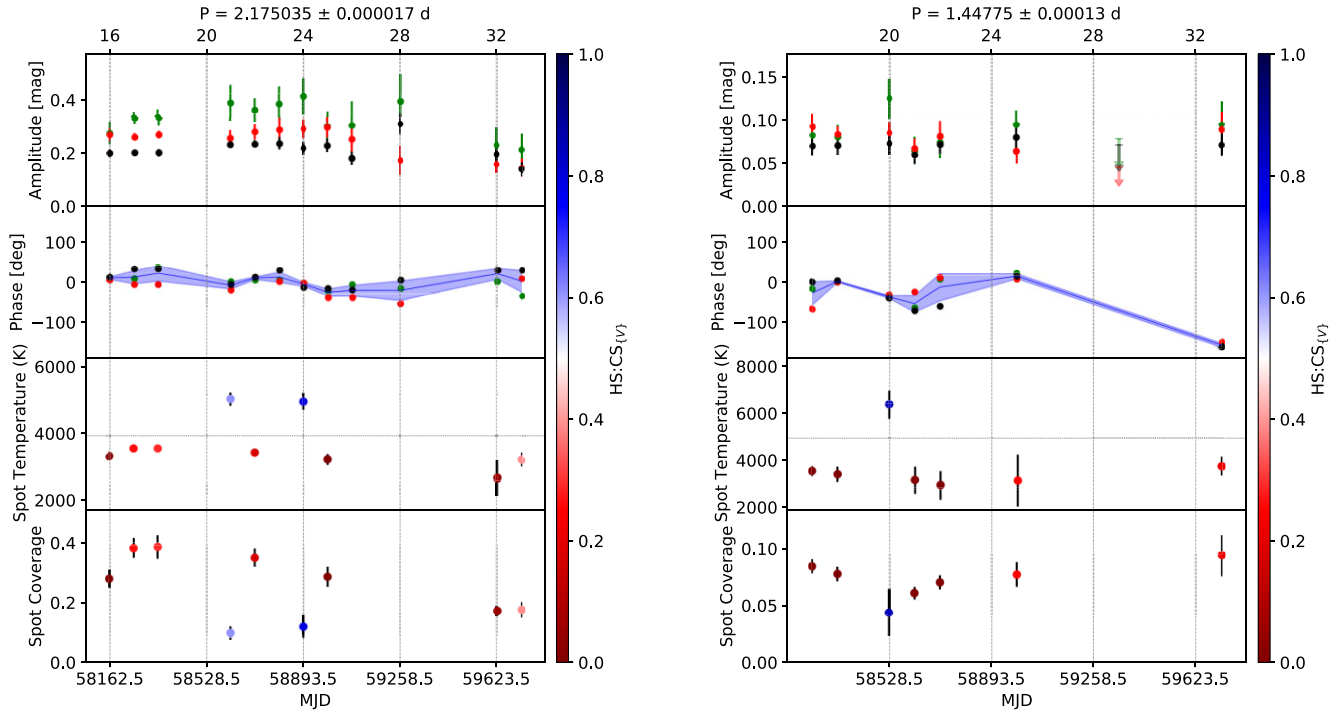 P = 2.175035 ± 0.000017 d
16 20 24 28 32
Amplitude [mag]
0.4
0.2
0.0
Phase [deg]
100
0
−100
Spot Temperature (K)
6000
4000
2000
Spot Coverage
0.4
0.2
0.0
58162.5 58528.5 58893.5 59258.5 59623.5
MJD
1.0
0.8
0.6
0.4
0.2
0.0
HS:CS{V}
P = 1.44775 ± 0.00013 d
20 24 28 32
Amplitude [mag]
0.15
0.10
0.05
0.00
Phase [deg]
100
0
−100
Spot Temperature (K)
8000
6000
4000
2000
Spot Coverage
0.10
0.05
0.00
58528.5 58893.5 59258.5 59623.5
MJD
1.0
0.8
0.6
0.4
0.2
0.0
HS:CS{V}